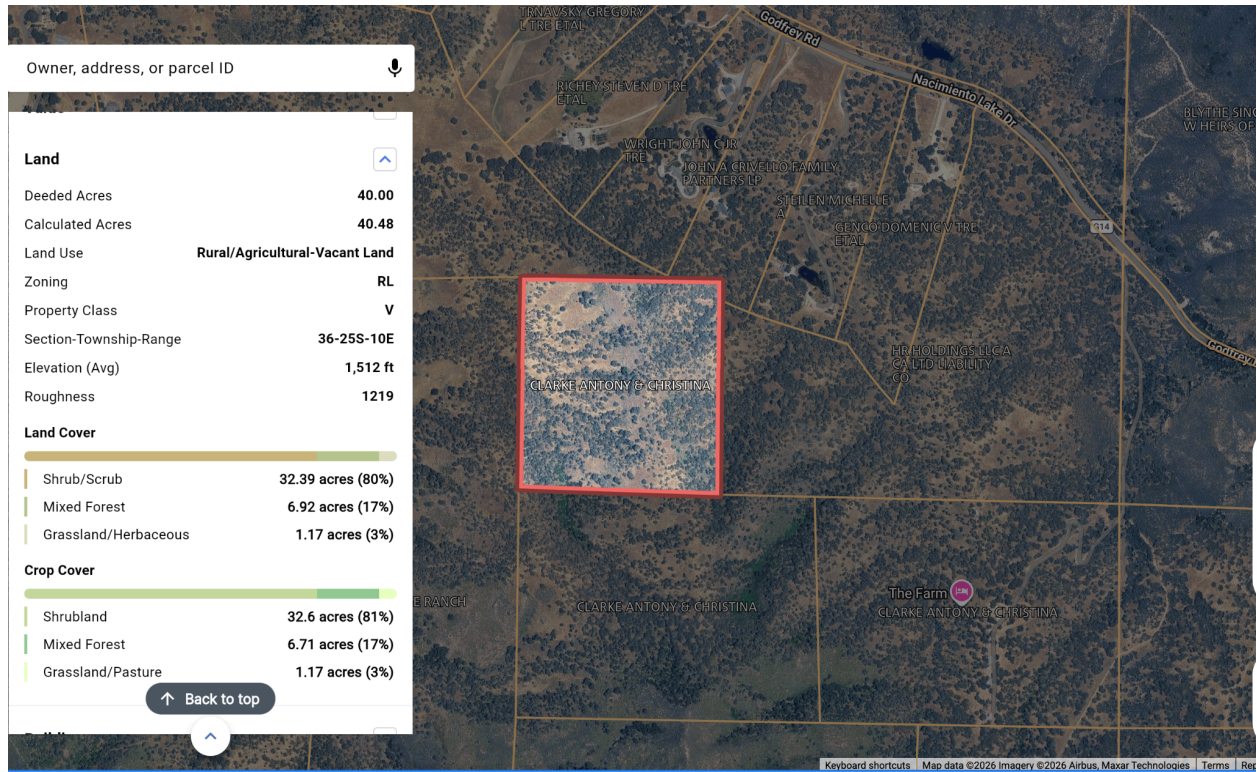 Owner, address, or parcel ID
Land
Deeded Acres 40.00
Calculated Acres 40.48
Land Use Rural/Agricultural-Vacant Land
Zoning RL
Property Class V
Section-Township-Range 36-25S-10E
Elevation (Avg) 1,512 ft
Roughness 1219
Land Cover
Shrub/Scrub 32.39 acres (80%)
Mixed Forest 6.92 acres (17%)
Grassland/Herbaceous 1.17 acres (3%)
Crop Cover
Shrubland 32.6 acres (81%)
Mixed Forest 6.71 acres (17%)
Grassland/Pasture 1.17 acres (3%)
Back to top
TRNAVSKY GREGORY
L TRE ETAL
Godfrey Rd
RICHEY STEVEN D TRE
ETAL
Nacimiento Lake Dr
BLYTHE SING
W HEIRS OF
WRIGHT JOHN C JR
TRE
JOHN A CRIVELLO FAMILY
PARTNERS LP
STEILEN MICHELLE
A
GENCO DOMENIC V TRE
ETAL
G14
Godfrey
HR HOLDINGS LLC A
CA LTD LIABILITY
CO
CLARKE ANTONY & CHRISTINA
The Farm
E RANCH
CLARKE ANTONY & CHRISTINA
CLARKE ANTONY & CHRISTINA
Keyboard shortcuts
Map data ©2026 Imagery ©2026 Airbus, Maxar Technologies
Terms
Rep